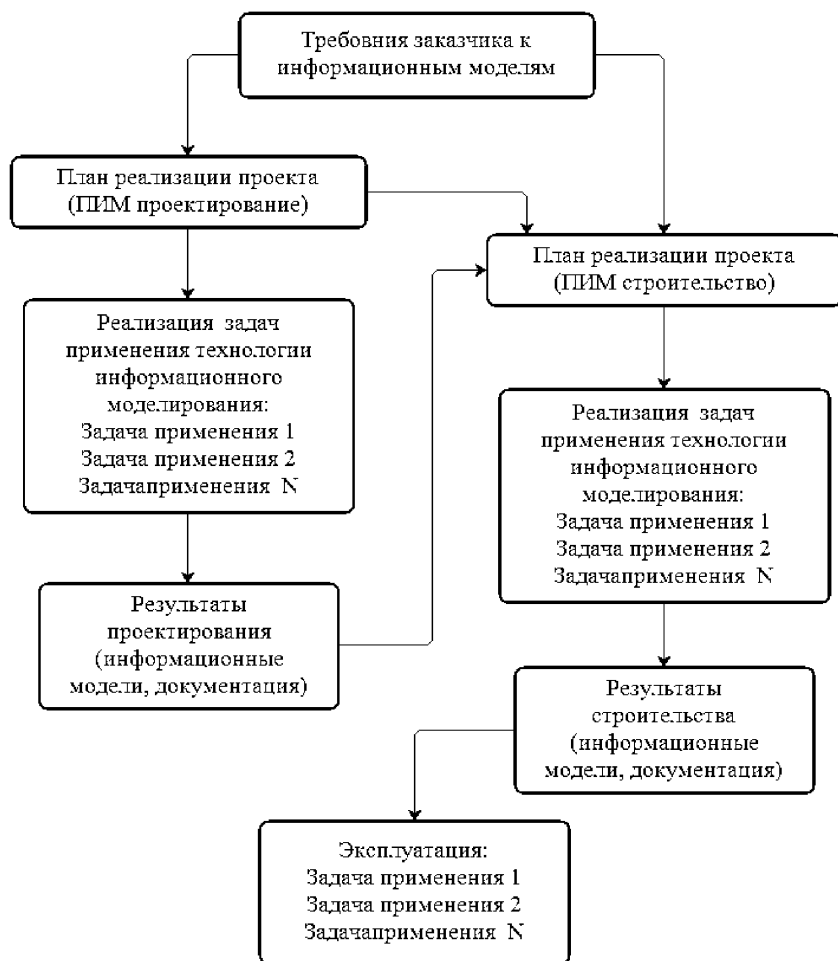 Требовния заказчика к
информационным моделям
План реализации проекта
(ПИМ проектирование)
План реализации проекта
(ПИМ строительство)
Реализация задач
применения технологии
информационного
моделирования:
Задача применения 1
Задача применения 2
Задачаприменения N
Реализация задач
применения технологии
информационного
моделирования:
Задача применения 1
Задача применения 2
Задачаприменения N
Результаты
проектирования
(информационные
модели, документация)
Результаты
строительства
(информационные
модели, документация)
Эксплуатация:
Задача применения 1
Задача применения 2
Задачаприменения N